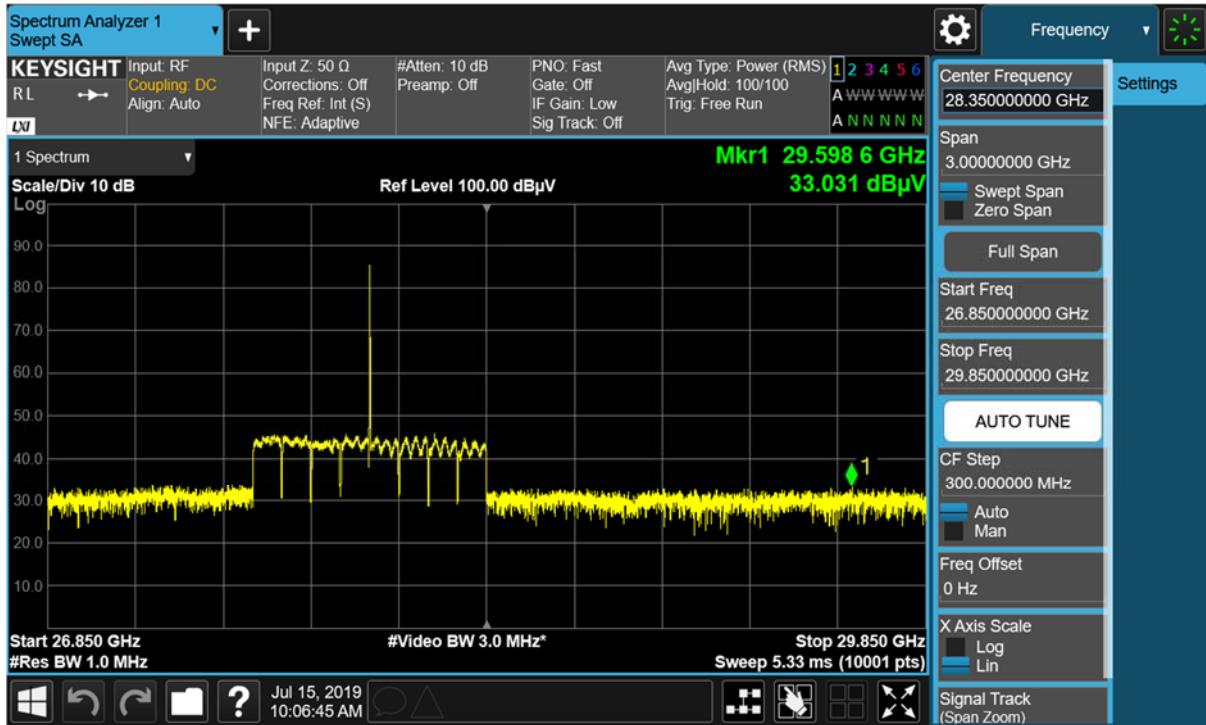 Spectrum Analyzer 1
Swept SA
Frequency
KEYSIGHT
RL
LXI
Input: RF
Coupling: DC
Align: Auto
Input Z: 50 Ω
Corrections: Off
Freq Ref: Int (S)
NFE: Adaptive
#Atten: 10 dB
Preamp: Off
PNO: Fast
Gate: Off
IF Gain: Low
Sig Track: Off
Avg Type: Power (RMS)
Avg|Hold: 100/100
Trig: Free Run
1 2 3 4 5 6
A W W W W W
A N N N N N
1 Spectrum
Scale/Div 10 dB
Ref Level 100.00 dBµV
Mkr1 29.598 6 GHz
33.031 dBµV
Log
90.0
80.0
70.0
60.0
50.0
40.0
30.0
20.0
10.0
1
Start 26.850 GHz
#Video BW 3.0 MHz*
Stop 29.850 GHz
#Res BW 1.0 MHz
Sweep 5.33 ms (10001 pts)
?
Jul 15, 2019
10:06:45 AM
Center Frequency
28.350000000 GHz
Span
3.00000000 GHz
Swept Span
Zero Span
Full Span
Start Freq
26.850000000 GHz
Stop Freq
29.850000000 GHz
AUTO TUNE
CF Step
300.000000 MHz
Auto
Man
Freq Offset
0 Hz
X Axis Scale
Log
Lin
Signal Track
(Span Zoom)
Settings